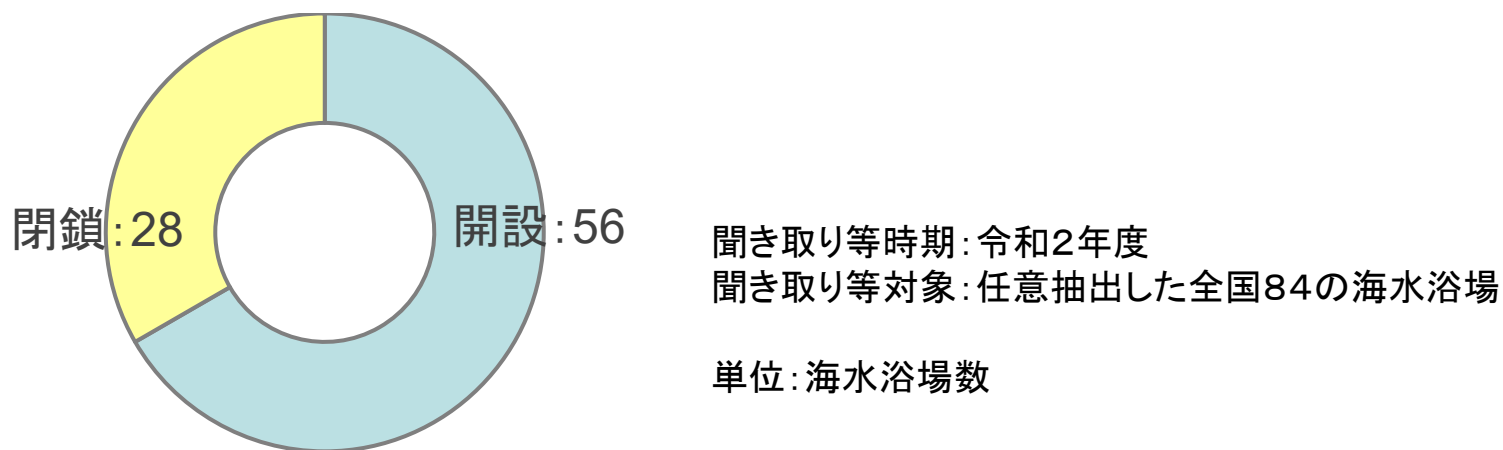 閉鎖:28
開設:56
聞き取り等時期:令和2年度
聞き取り等対象:任意抽出した全国84の海水浴場
単位:海水浴場数